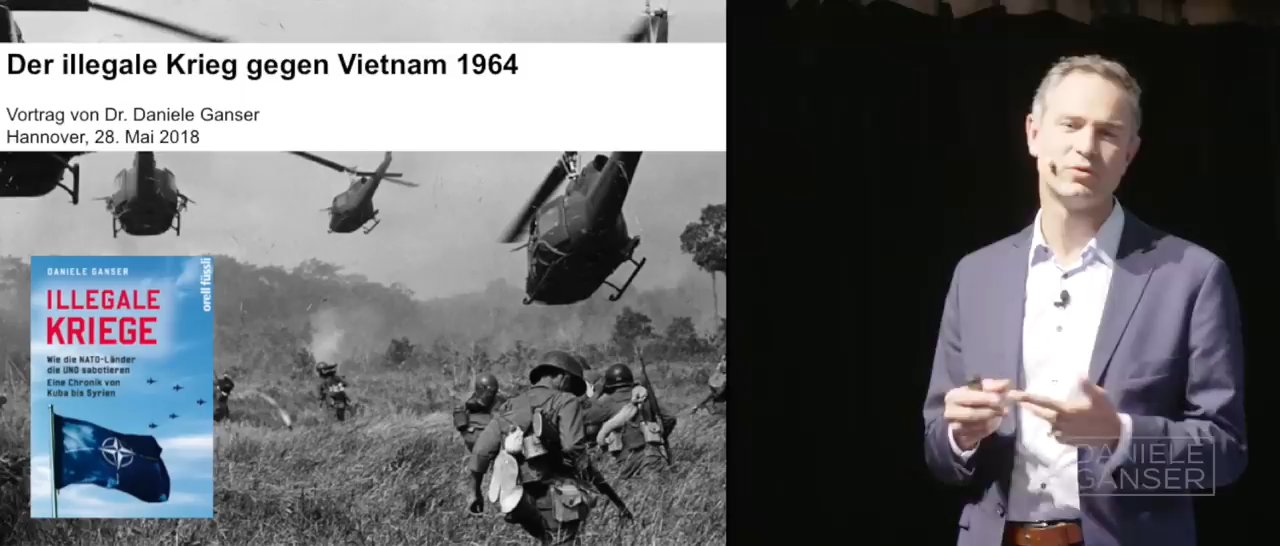 Der illegale Krieg gegen Vietnam 1964
Vortrag von Dr. Daniele Ganser
Hannover, 28. Mai 2018
DANIELE GANSER
orell füssli
ILLEGALE
KRIEGE
Wie die NATO-Länder
die UNO sabotieren
Eine Chronik von
Kuba bis Syrien
DANIELE
GANSER